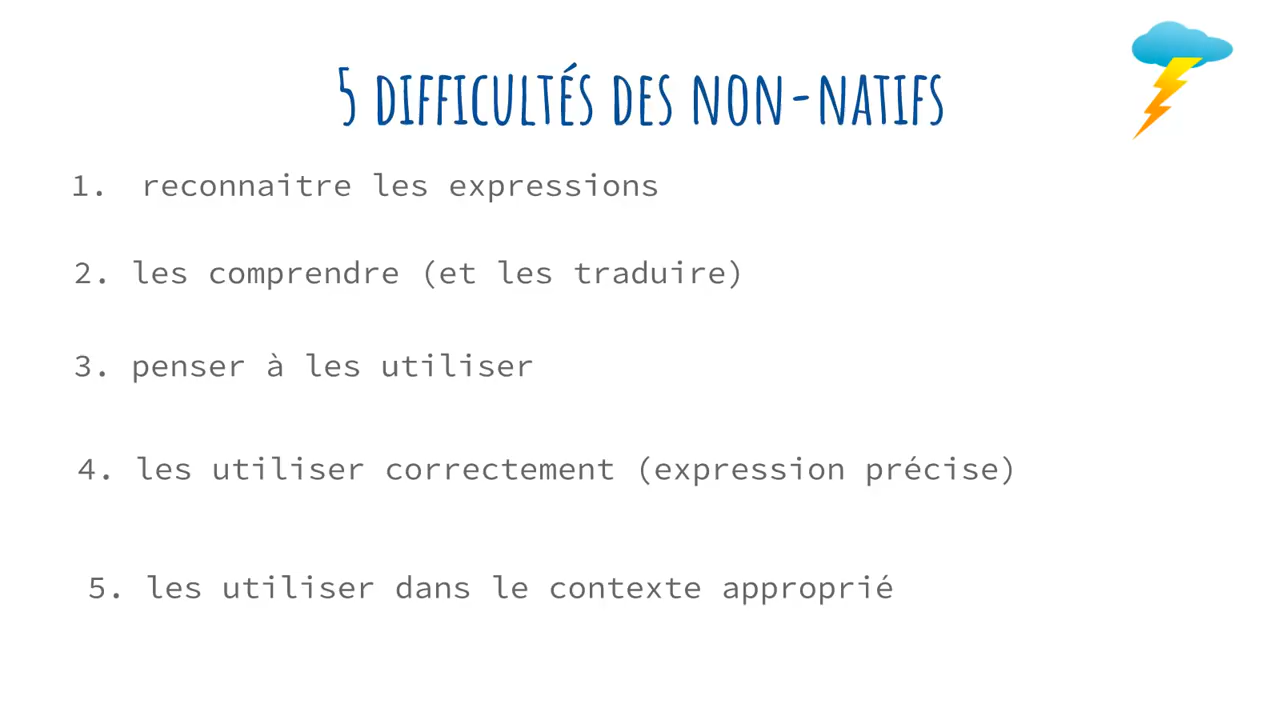 5 difficultés des non-natifs
1. reconnaitre les expressions
2. les comprendre (et les traduire)
3. penser à les utiliser
4. les utiliser correctement (expression précise)
5. les utiliser dans le contexte approprié